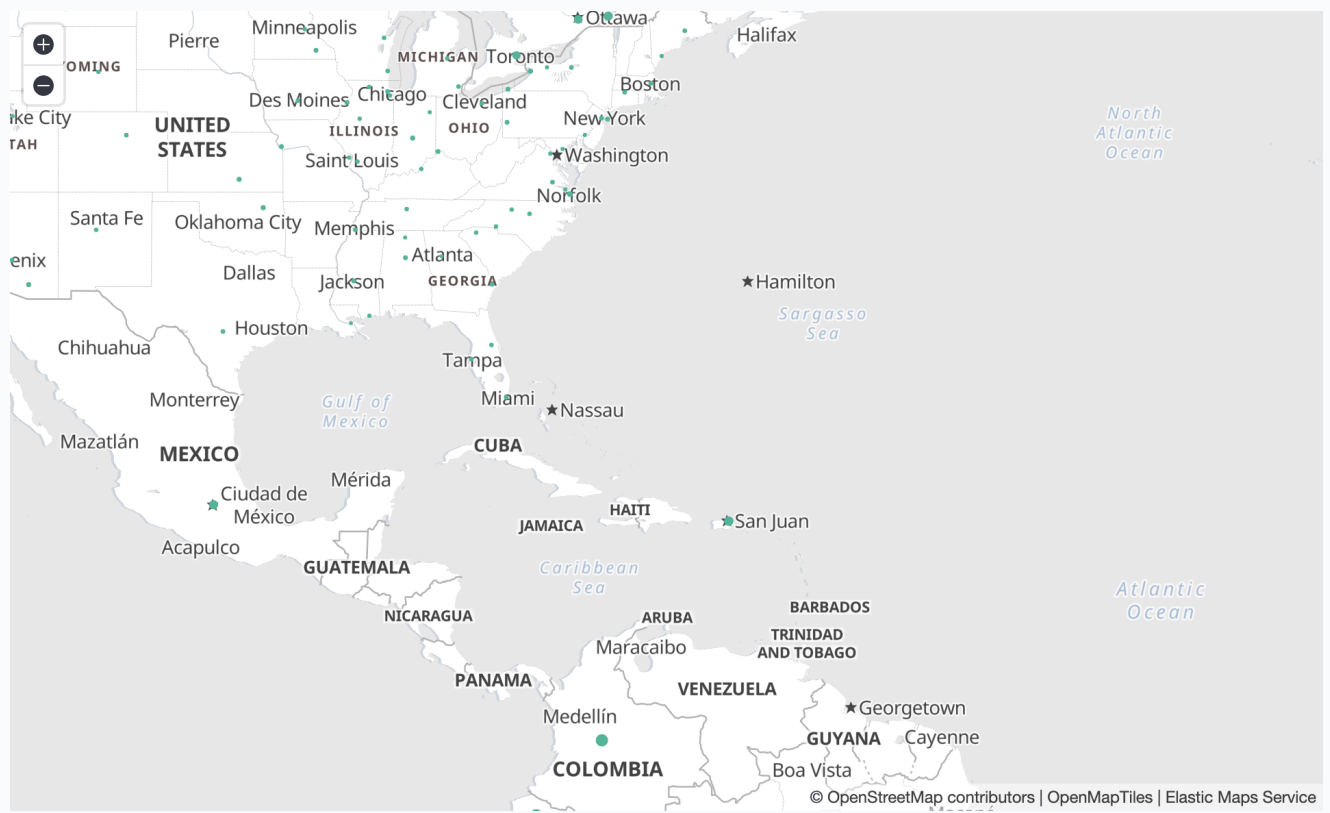 Ottawa
Minneapolis
Halifax
Pierre
MICHIGAN
Toronto
OMING
Boston
Des Moines
Chicago
Cleveland
North
Atlantic
Ocean
ke City
New York
UNITED
STATES
ILLINOIS
OHIO
TAH
Saint Louis
Washington
Norfolk
Santa Fe
Oklahoma City
Memphis
enix
Atlanta
Dallas
Jackson
GEORGIA
Hamilton
Sargasso
Sea
Houston
Chihuahua
Tampa
Monterrey
Miami
Gulf of
Mexico
Nassau
Mazatlán
MEXICO
CUBA
Mérida
Ciudad de
México
HAITI
JAMAICA
San Juan
Acapulco
GUATEMALA
Caribbean
Sea
Atlantic
Ocean
NICARAGUA
ARUBA
BARBADOS
TRINIDAD
AND TOBAGO
Maracaibo
PANAMA
VENEZUELA
Medellín
Georgetown
GUYANA
Cayenne
COLOMBIA
Boa Vista
© OpenStreetMap contributors | OpenMapTiles | Elastic Maps Service